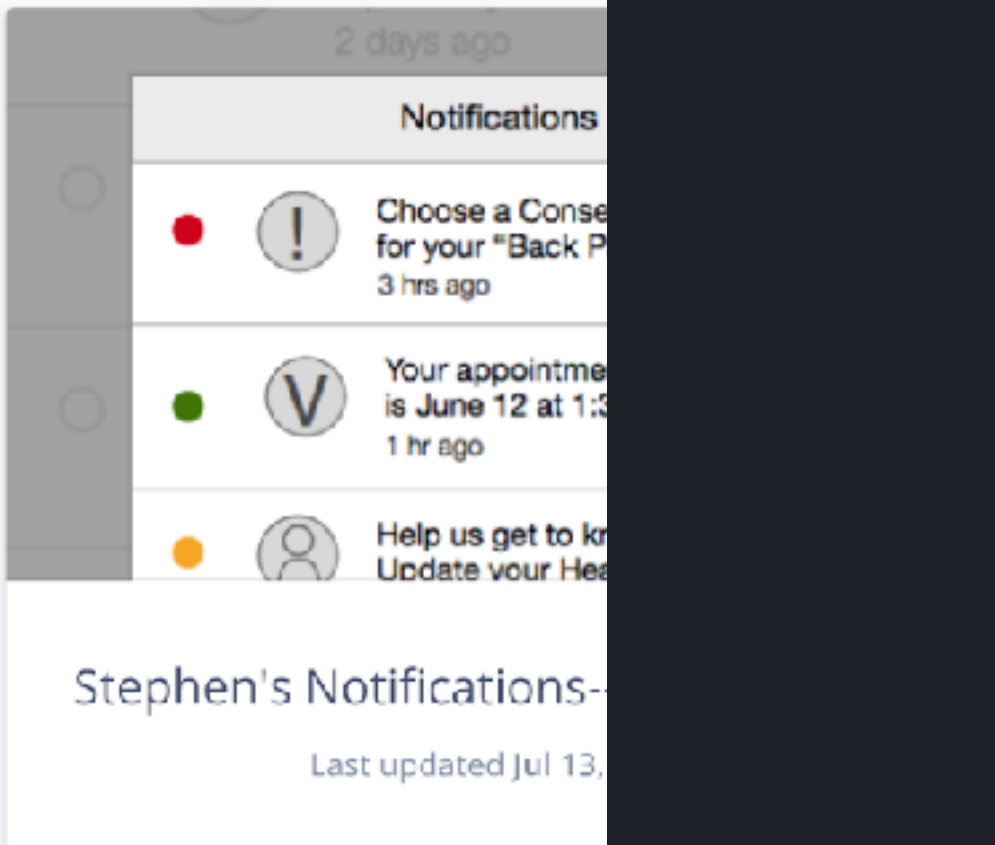 2 days ago
Notifications
!
Choose a Conse
for your "Back P
3 hrs ago
V
Your appointme
is June 12 at 1:3
1 hr ago
Help us get to kr
Update your Hea
Stephen's Notifications-
Last updated Jul 13,